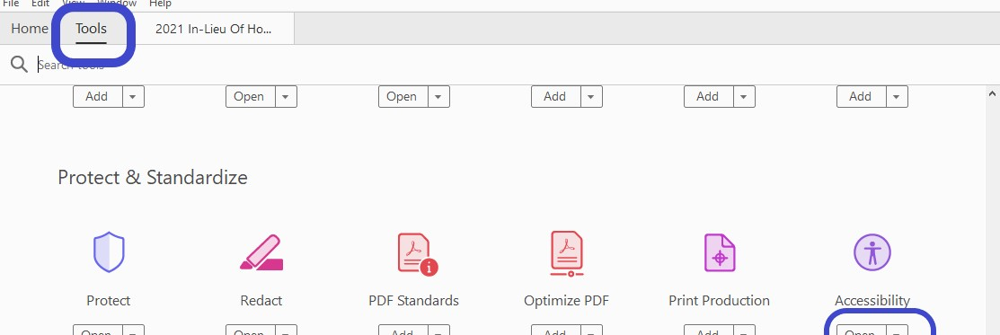 File Edit View Window Help
Home Tools 2021 In-Lieu Of Ho...
Search tools
Add Open Open Add Add Add
Protect & Standardize
Protect Redact PDF Standards Optimize PDF Print Production Accessibility
Open Open Add Add Add Open